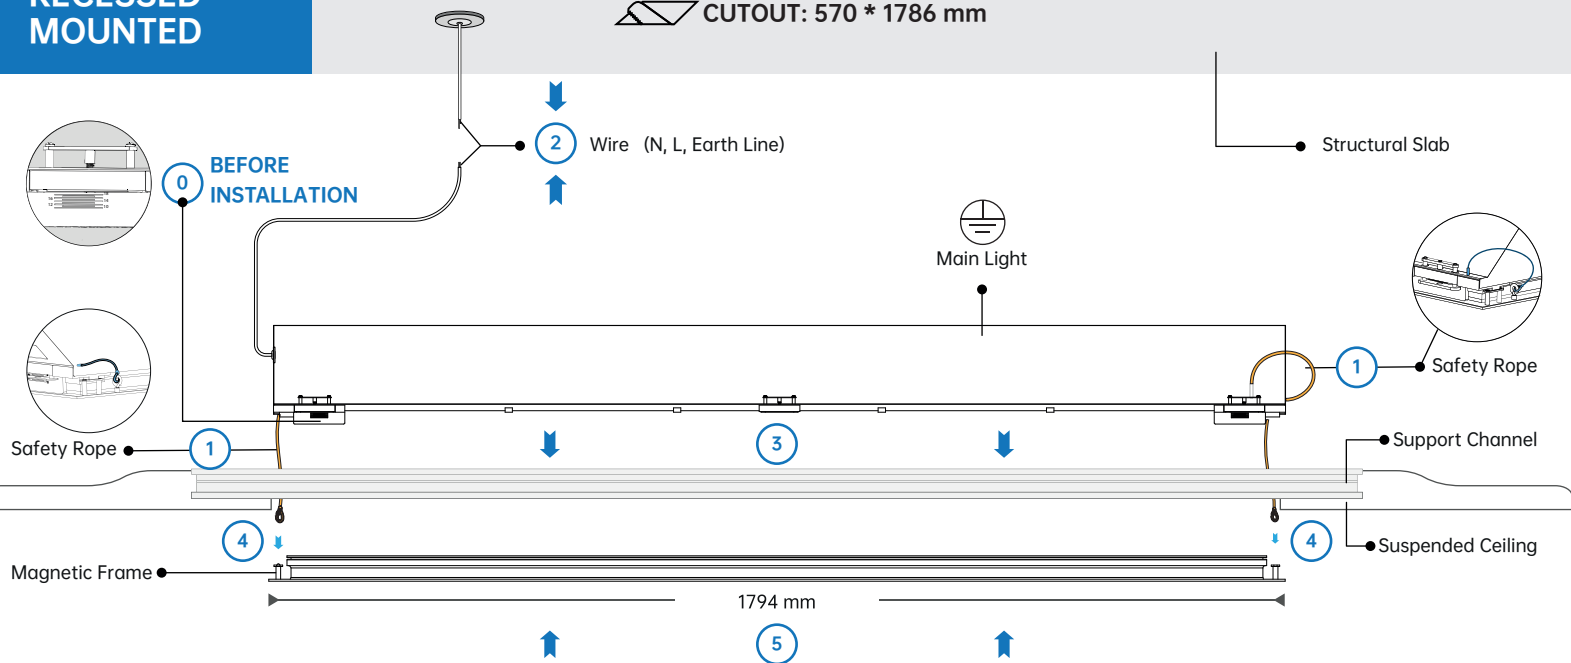 RECESSED
MOUNTED
CUTOUT: 570 * 1786 mm
2
Wire (N, L, Earth Line)
Structural Slab
0
BEFORE
INSTALLATION
Main Light
1
Safety Rope
Safety Rope
1
3
Support Channel
4
4
Suspended Ceiling
Magnetic Frame
1794 mm
5